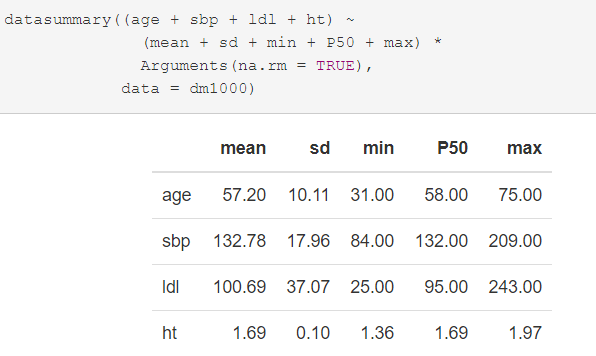 datasummary((age + sbp + ldl + ht) ~
(mean + sd + min + P50 + max) *
Arguments(na.rm = TRUE),
data = dm1000)
mean sd min P50 max
age 57.20 10.11 31.00 58.00 75.00
sbp 132.78 17.96 84.00 132.00 209.00
ldl 100.69 37.07 25.00 95.00 243.00
ht 1.69 0.10 1.36 1.69 1.97